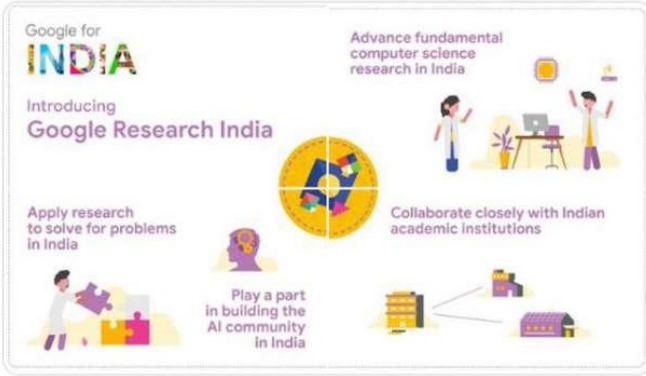 Google for
INDIA
Introducing
Google Research India
Advance fundamental
computer science
research in India
Apply research
to solve for problems
in India
Play a part
in building the
AI community
in India
Collaborate closely with Indian
academic institutions